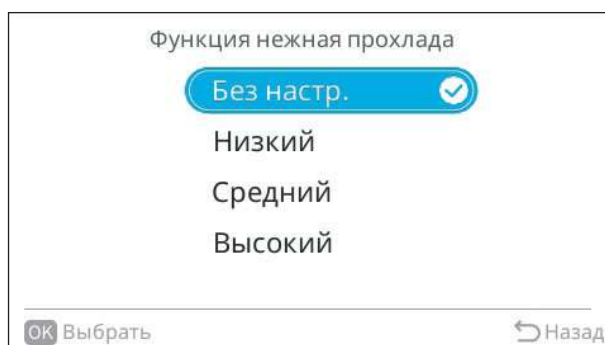 Функция нежная прохлада
Без настр.
Низкий
Средний
Высокий
OK Выбрать
Назад